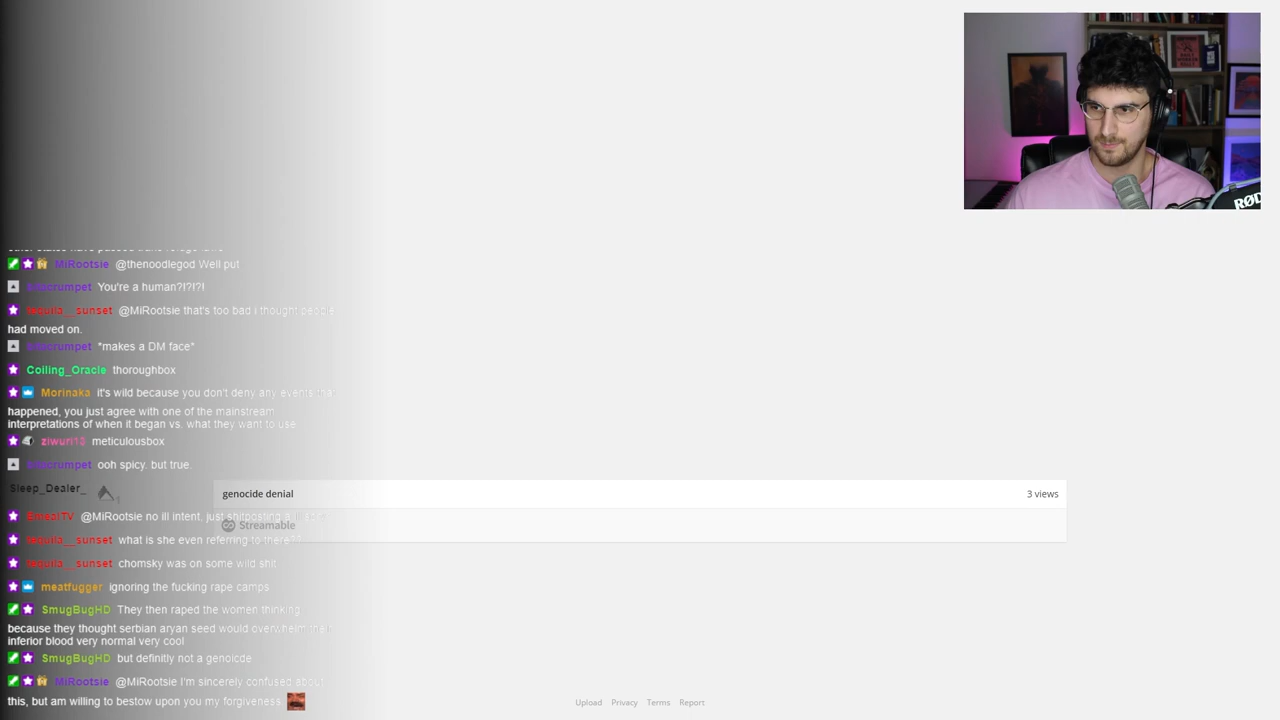 MiRootsie @thenoodlegod Well put
You're a human?!?!?!
tequila__sunset @MiRootsie that's too bad i thought people
had moved on.
*makes a DM face*
Coiling_Oracle thoroughbox
Morinaka it's wild because you don't deny any events that
happened, you just agree with one of the mainstream
interpretations of when it began vs. what they want to use
ziwuri13 meticulousbox
ooh spicy. but true.
Sleep_Dealer_ 1
genocide denial 3 views
@MiRootsie no ill intent. just shitposting
Streamable
tequila__sunset what is she even referring to there?
tequila__sunset chomsky was on some wild shit
meatfugger ignoring the fucking rape camps
SmugBugHD They then raped the women thinking
because they thought serbian aryan seed would overwhelm
inferior blood very normal very cool
SmugBugHD but definitly not a genoicde
MiRootsie @MiRootsie I'm sincerely confused about
this, but am willing to bestow upon you my forgiveness
Upload Privacy Terms Report
RØD